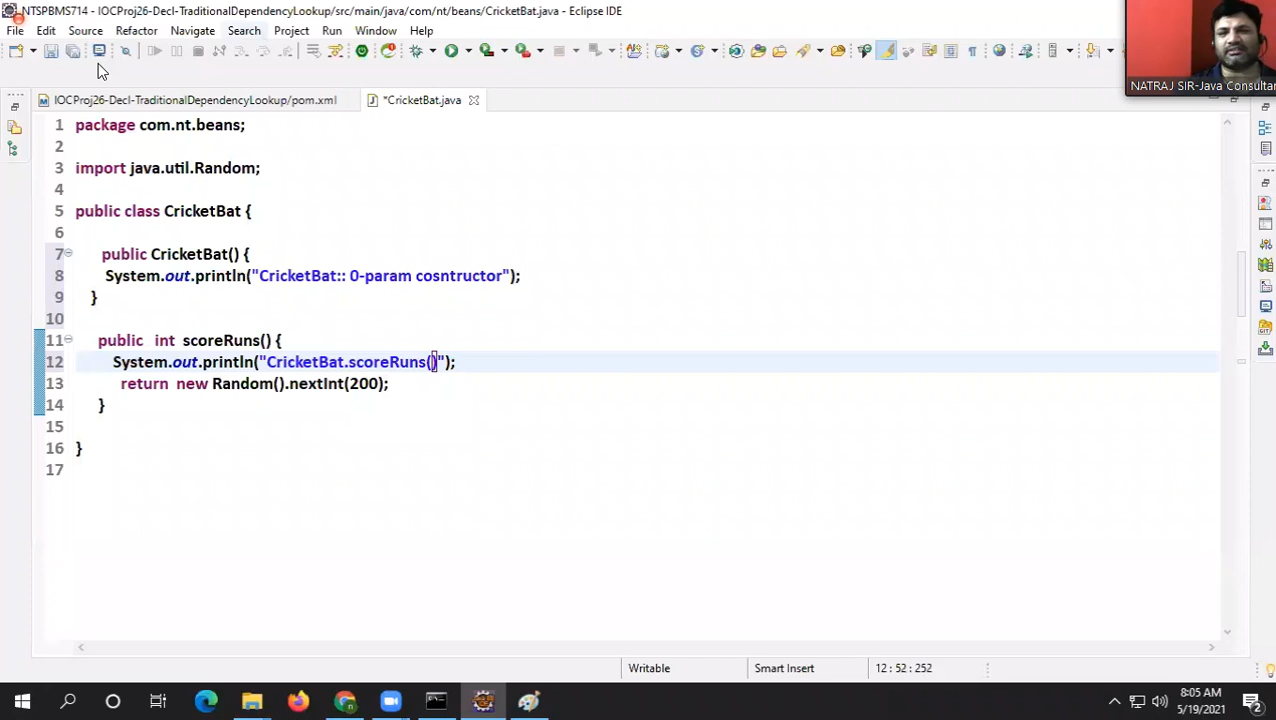 NTSPBMS714 - IOCProj26-Decl-TraditionalDependencyLookup/src/main/java/com/nt/beans/CricketBat.java - Eclipse IDE
File Edit Source Refactor Navigate Search Project Run Window Help
NATRAJ SIR-Java Consultan
IOCProj26-Decl-TraditionalDependencyLookup/pom.xml
*CricketBat.java
1 package com.nt.beans;
2
3 import java.util.Random;
4
5 public class CricketBat {
6
7 public CricketBat() {
8 System.out.println("CricketBat:: 0-param cosntructor");
9 }
10
11 public int scoreRuns() {
12 System.out.println("CricketBat.scoreRuns()");
13 return new Random().nextInt(200);
14 }
15
16 }
17
Writable Smart Insert 12 : 52 : 252
8:05 AM
5/19/2021
2